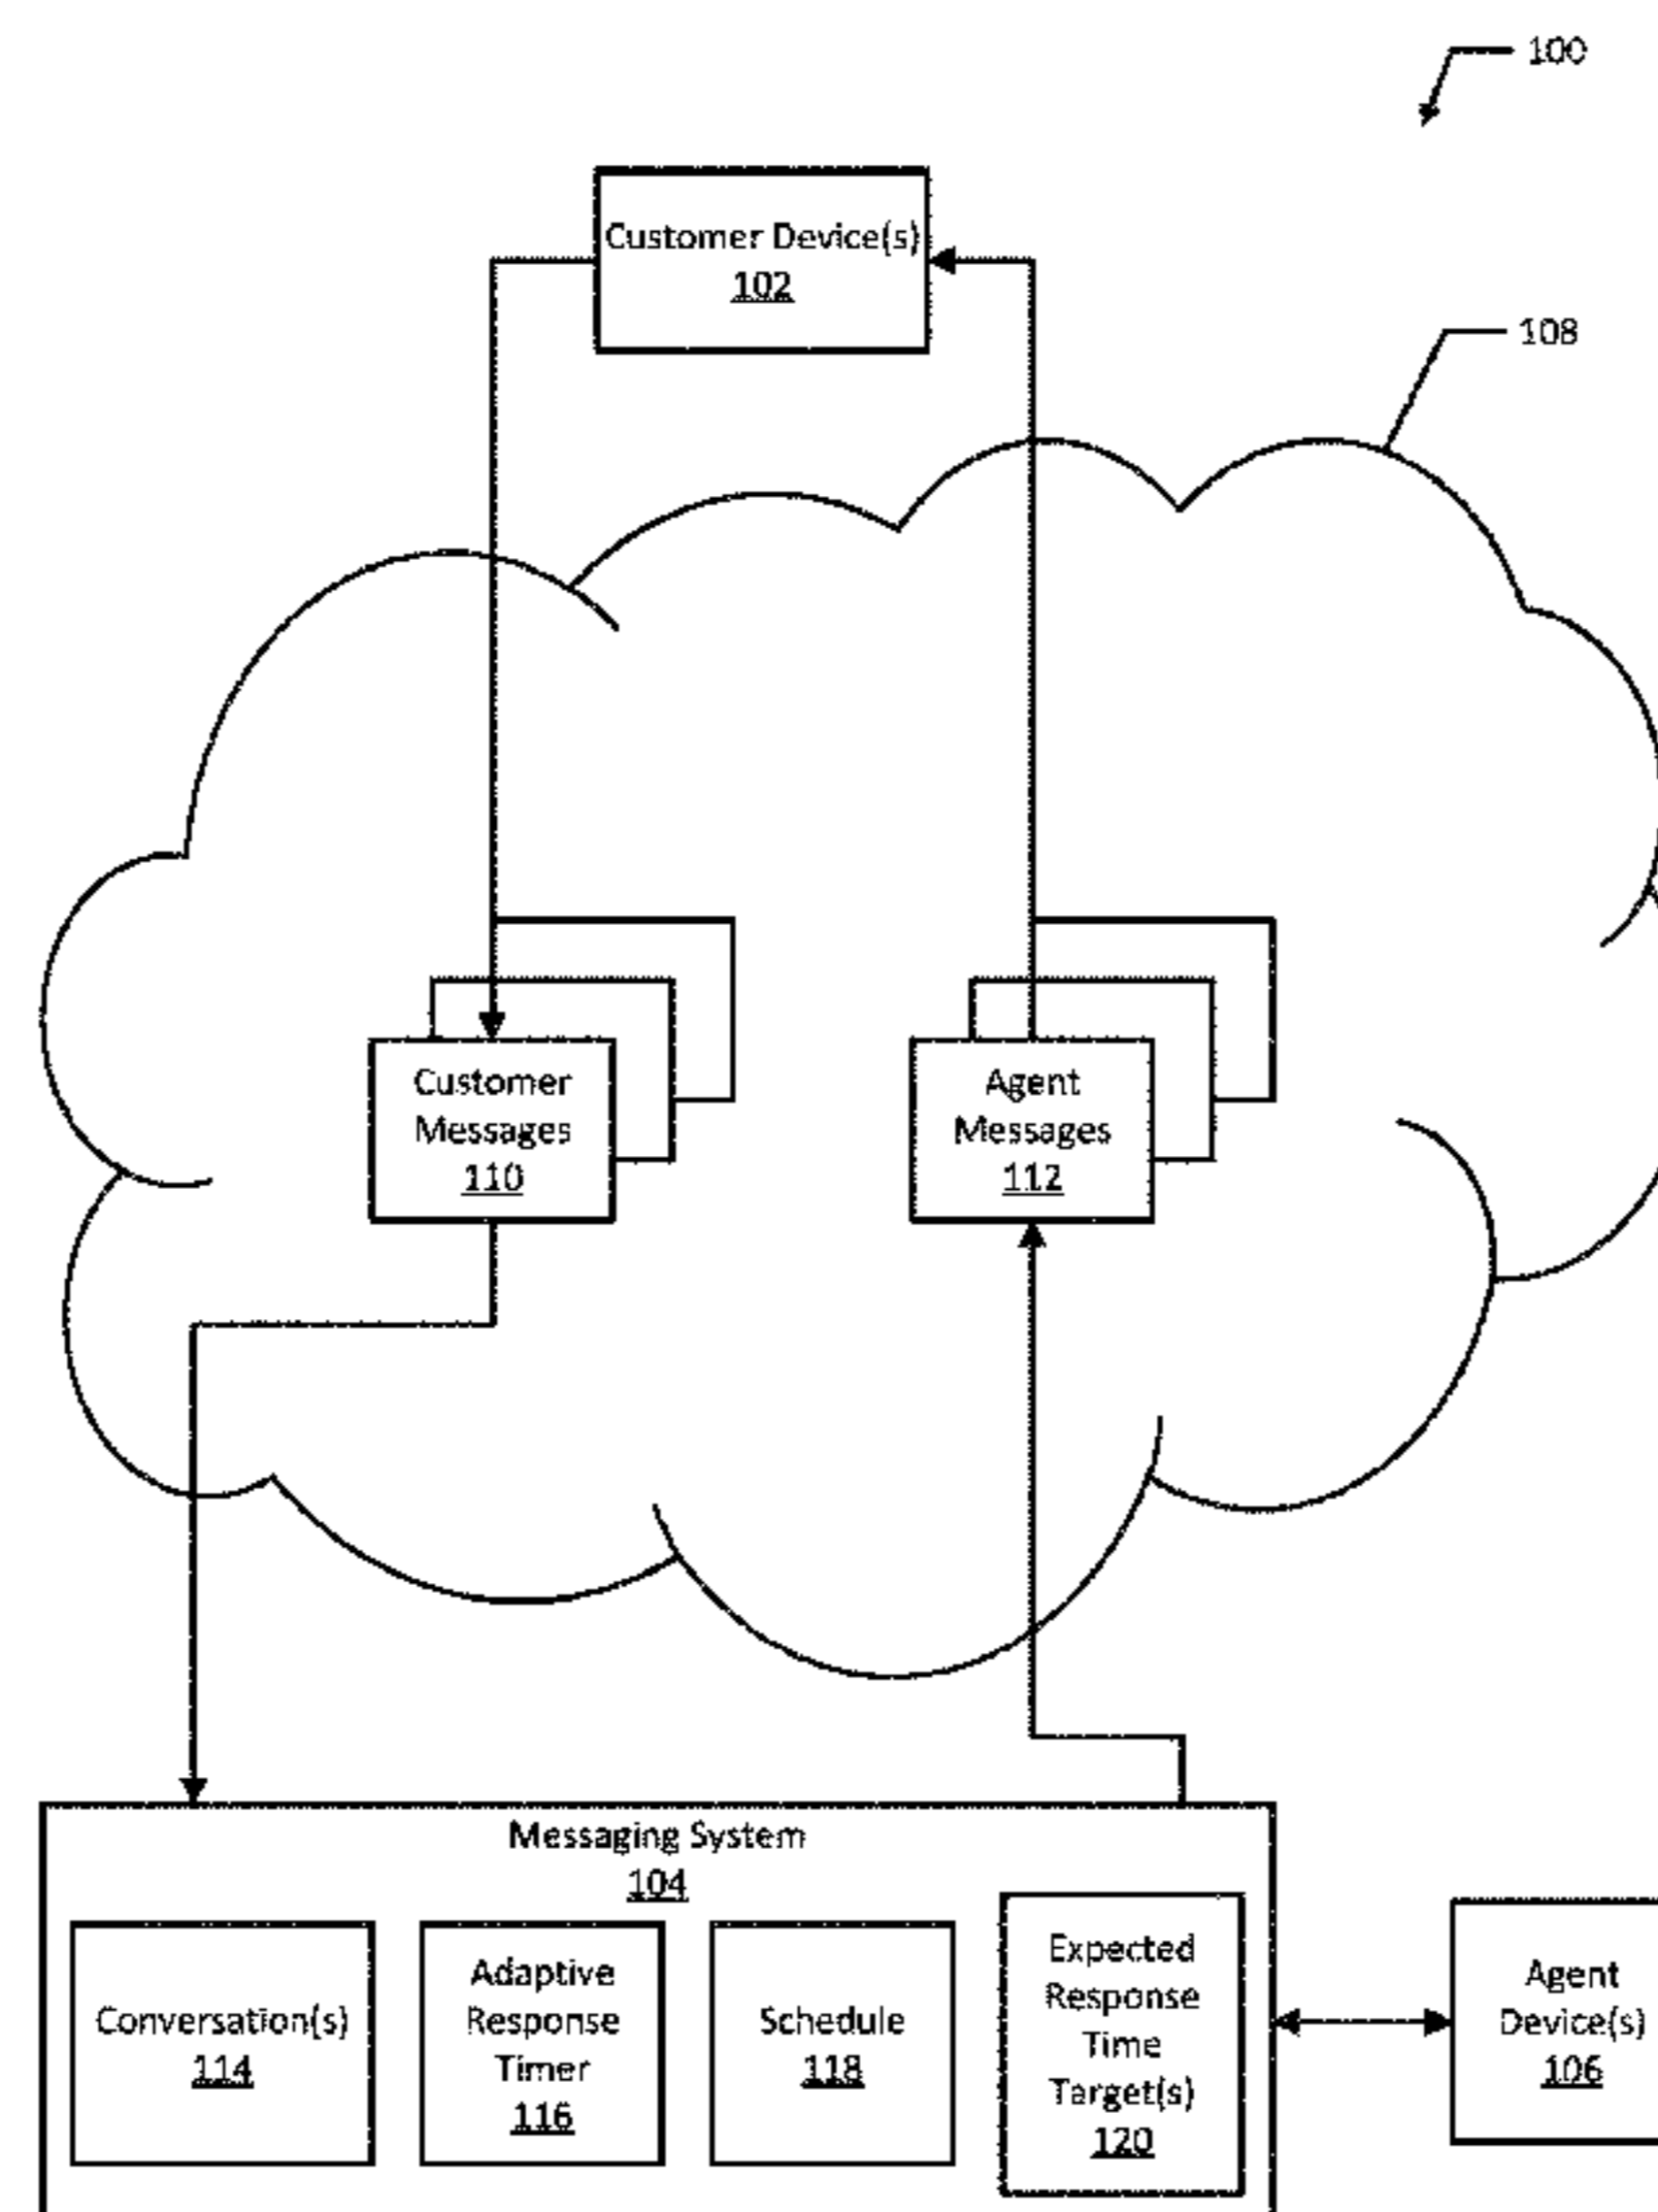 100
Customer Device(s)
102
108
Customer
Messages
110
Agent
Messages
112
Messaging System
104
Conversation(s)
114
Adaptive
Response
Timer
116
Schedule
118
Expected
Response
Time
Target(s)
120
Agent
Device(s)
106